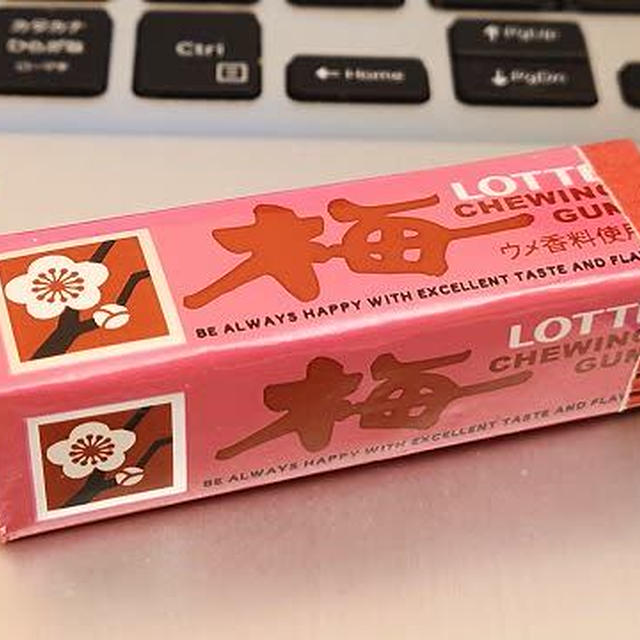 カタカナ
ひらがな
ローマ字
Ctrl
← Home
↑PgUp
↓PgDn
梅
LOTTE
CHEWING
GUM
ウメ香料使用
BE ALWAYS HAPPY WITH EXCELLENT TASTE AND
梅
LOTTE
CHEWING
GUM
BE ALWAYS HAPPY WITH EXCELLENT TASTE AND